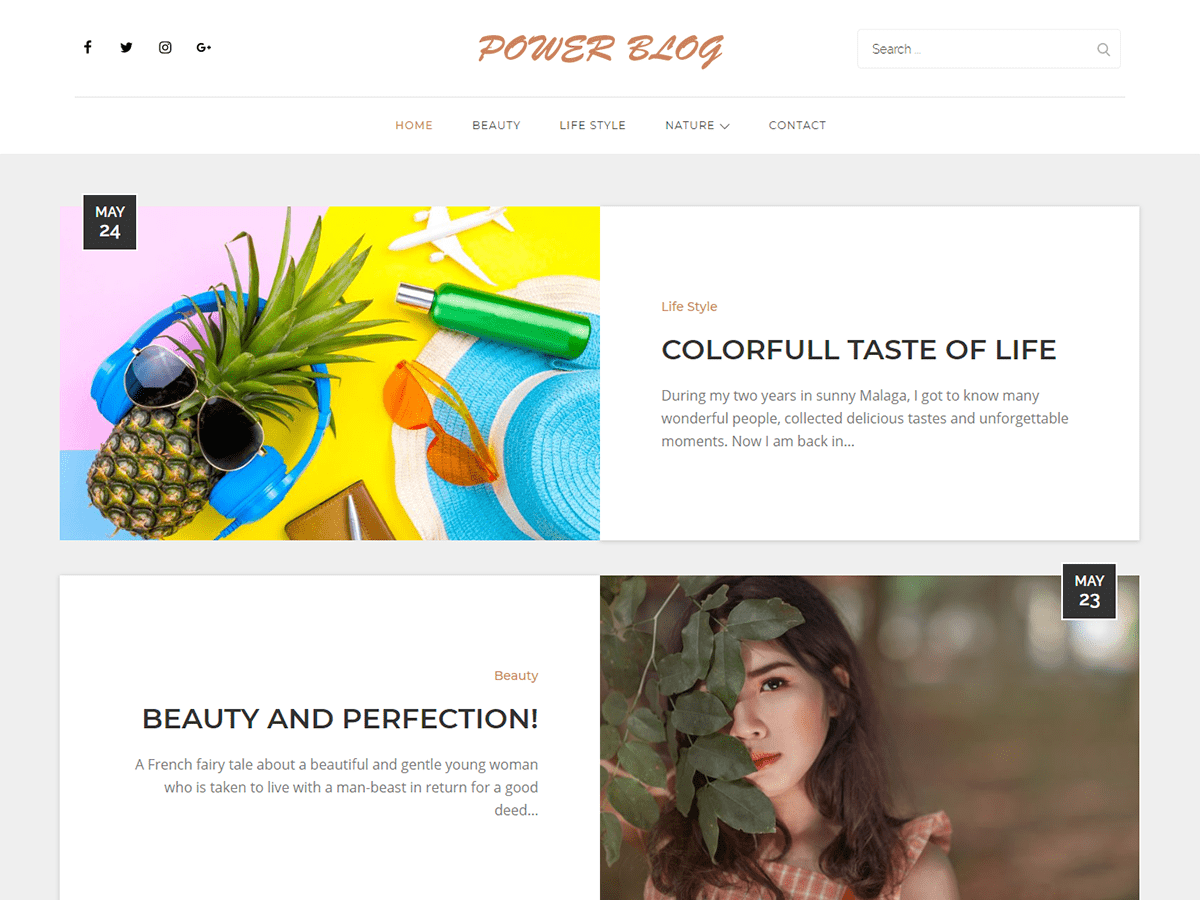 POWER BLOG
Search ...
HOME BEAUTY LIFE STYLE NATURE CONTACT
MAY
24
Life Style
COLORFULL TASTE OF LIFE
During my two years in sunny Malaga, I got to know many
wonderful people, collected delicious tastes and unforgettable
moments. Now I am back in...
MAY
23
Beauty
BEAUTY AND PERFECTION!
A French fairy tale about a beautiful and gentle young woman
who is taken to live with a man-beast in return for a good
deed...